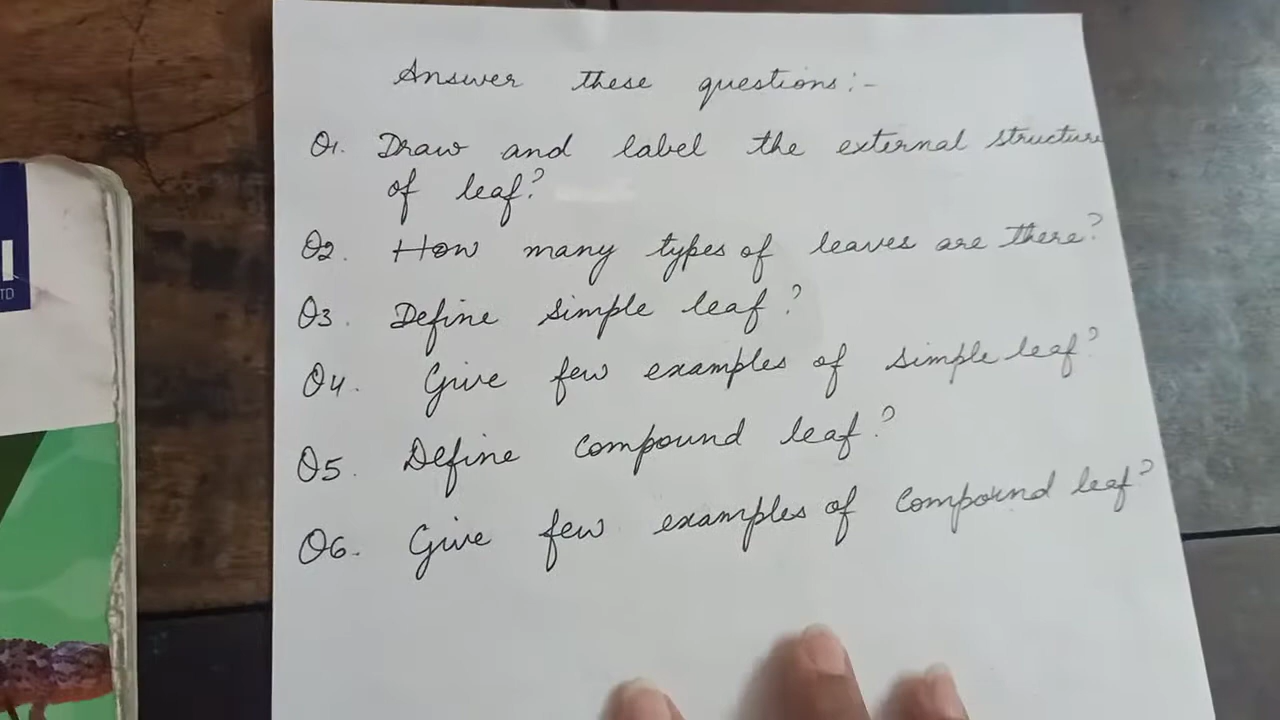 Answer these questions:-
Q1. Draw and label the external structure
of leaf?
Q2. How many types of leaves are there?
Q3. Define simple leaf?
Q4. Give few examples of simple leaf?
Q5. Define compound leaf?
Q6. Give few examples of compound leaf?
TD